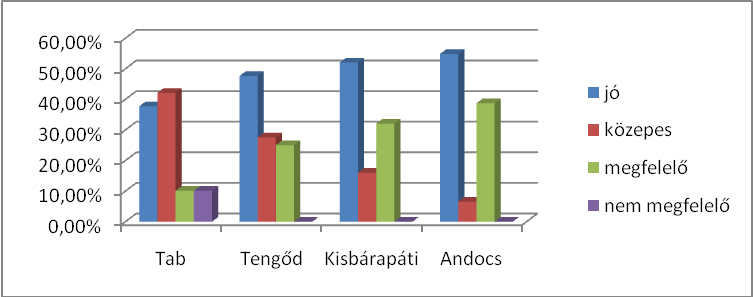 60,00%
50,00%
40,00%
30,00%
20,00%
10,00%
0,00%
Tab Tengőd Kisbárapáti Andocs
jó
közepes
megfelelő
nem megfelelő